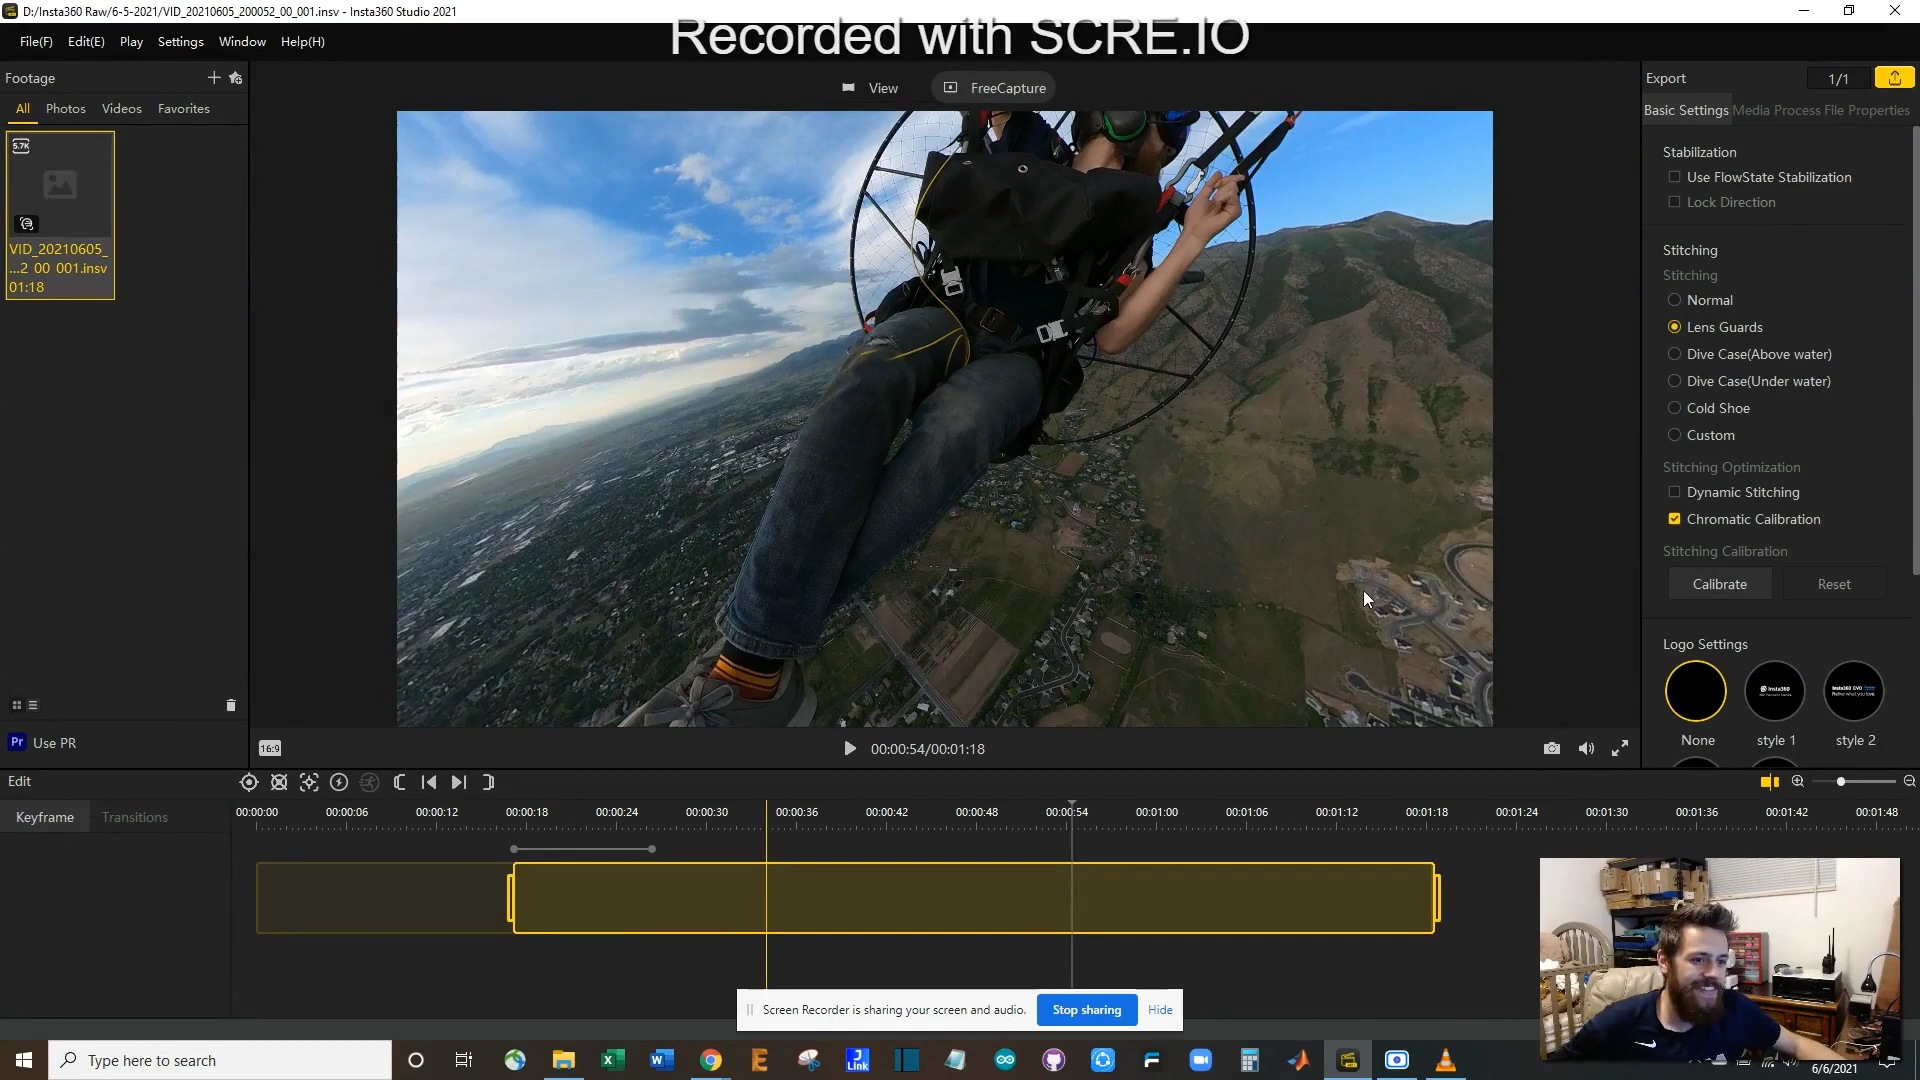 D:/Insta360 Raw/6-5-2021/VID_20210605_200052_00_001.insv - Insta360 Studio 2021
Recorded with SCRE.IO
File(F) Edit(E) Play Settings Window Help(H)
Footage
All Photos Videos Favorites
5.7K
VID_20210605_
...2 00 001.insv
01:18
Pr Use PR
View FreeCapture
16:9
00:00:54/00:01:18
Export 1/1
Basic Settings Media Process File Properties
Stabilization
Use FlowState Stabilization
Lock Direction
Stitching
Stitching
Normal
Lens Guards
Dive Case(Above water)
Dive Case(Under water)
Cold Shoe
Custom
Stitching Optimization
Dynamic Stitching
Chromatic Calibration
Stitching Calibration
Calibrate Reset
Logo Settings
Insta360
Insta360 EVO
None style 1 style 2
Edit
Keyframe Transitions
00:00:00 00:00:06 00:00:12 00:00:18 00:00:24 00:00:30 00:00:36 00:00:42 00:00:48 00:00:54 00:01:00 00:01:06 00:01:12 00:01:18 00:01:24 00:01:30 00:01:36 00:01:42 00:01:48
Screen Recorder is sharing your screen and audio. Stop sharing Hide
Type here to search
J
Link
6/6/2021